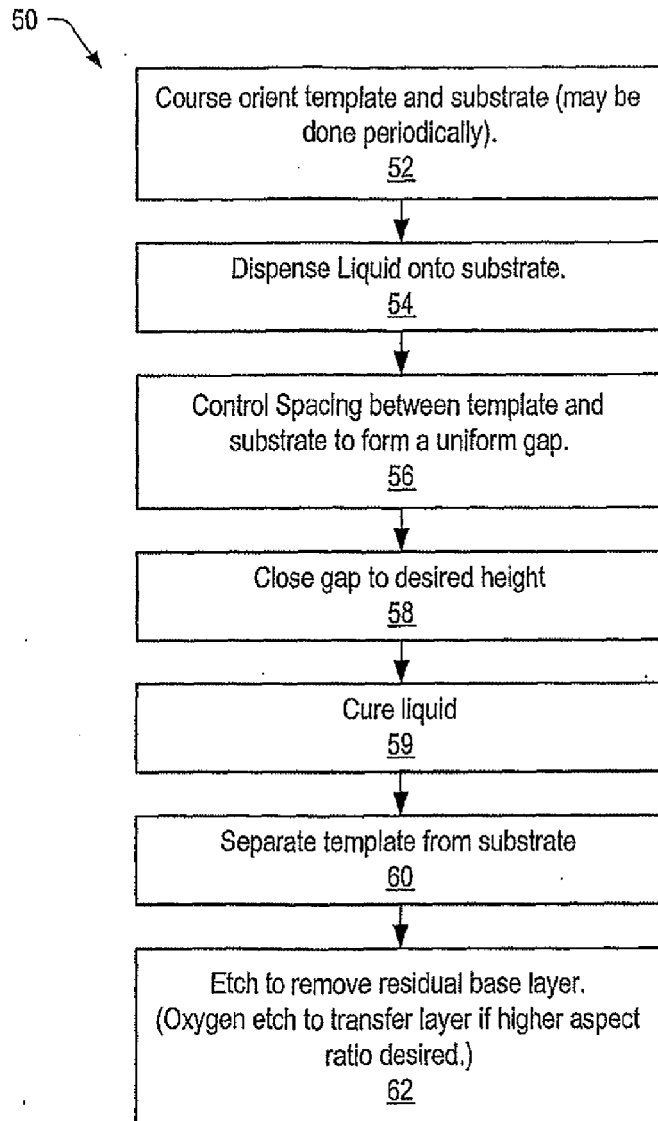 50
Course orient template and substrate (may be
done periodically).
52
Dispense Liquid onto substrate.
54
Control Spacing between template and
substrate to form a uniform gap.
56
Close gap to desired height
58
Cure liquid
59
Separate template from substrate
60
Etch to remove residual base layer.
(Oxygen etch to transfer layer if higher aspect
ratio desired.)
62